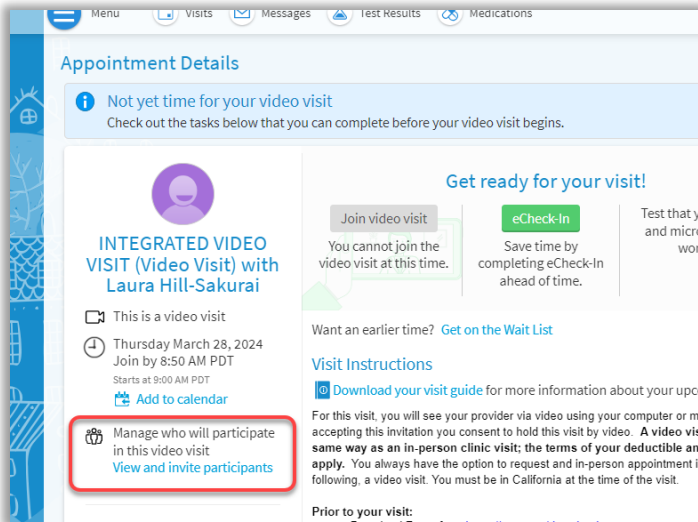 Menu Visits Messages Test Results Medications
Appointment Details
Not yet time for your video visit
Check out the tasks below that you can complete before your video visit begins.
INTEGRATED VIDEO
VISIT (Video Visit) with
Laura Hill-Sakurai
This is a video visit
Thursday March 28, 2024
Join by 8:50 AM PDT
Starts at 9:00 AM PDT
Add to calendar
Manage who will participate
in this video visit
View and invite participants
Get ready for your visit!
Join video visit
You cannot join the
video visit at this time.
eCheck-In
Save time by
completing eCheck-In
ahead of time.
Test that
and
Want an earlier time? Get on the Wait List
Visit Instructions
Download your visit guide for more information about your
For this visit, you will see your provider via video using your computer or
accepting this invitation you consent to hold this visit by video. A video
same way as an in-person clinic visit; the terms of your deductible
apply. You always have the option to request and in-person appointment
following, a video visit. You must be in California at the time of the visit.
Prior to your visit: